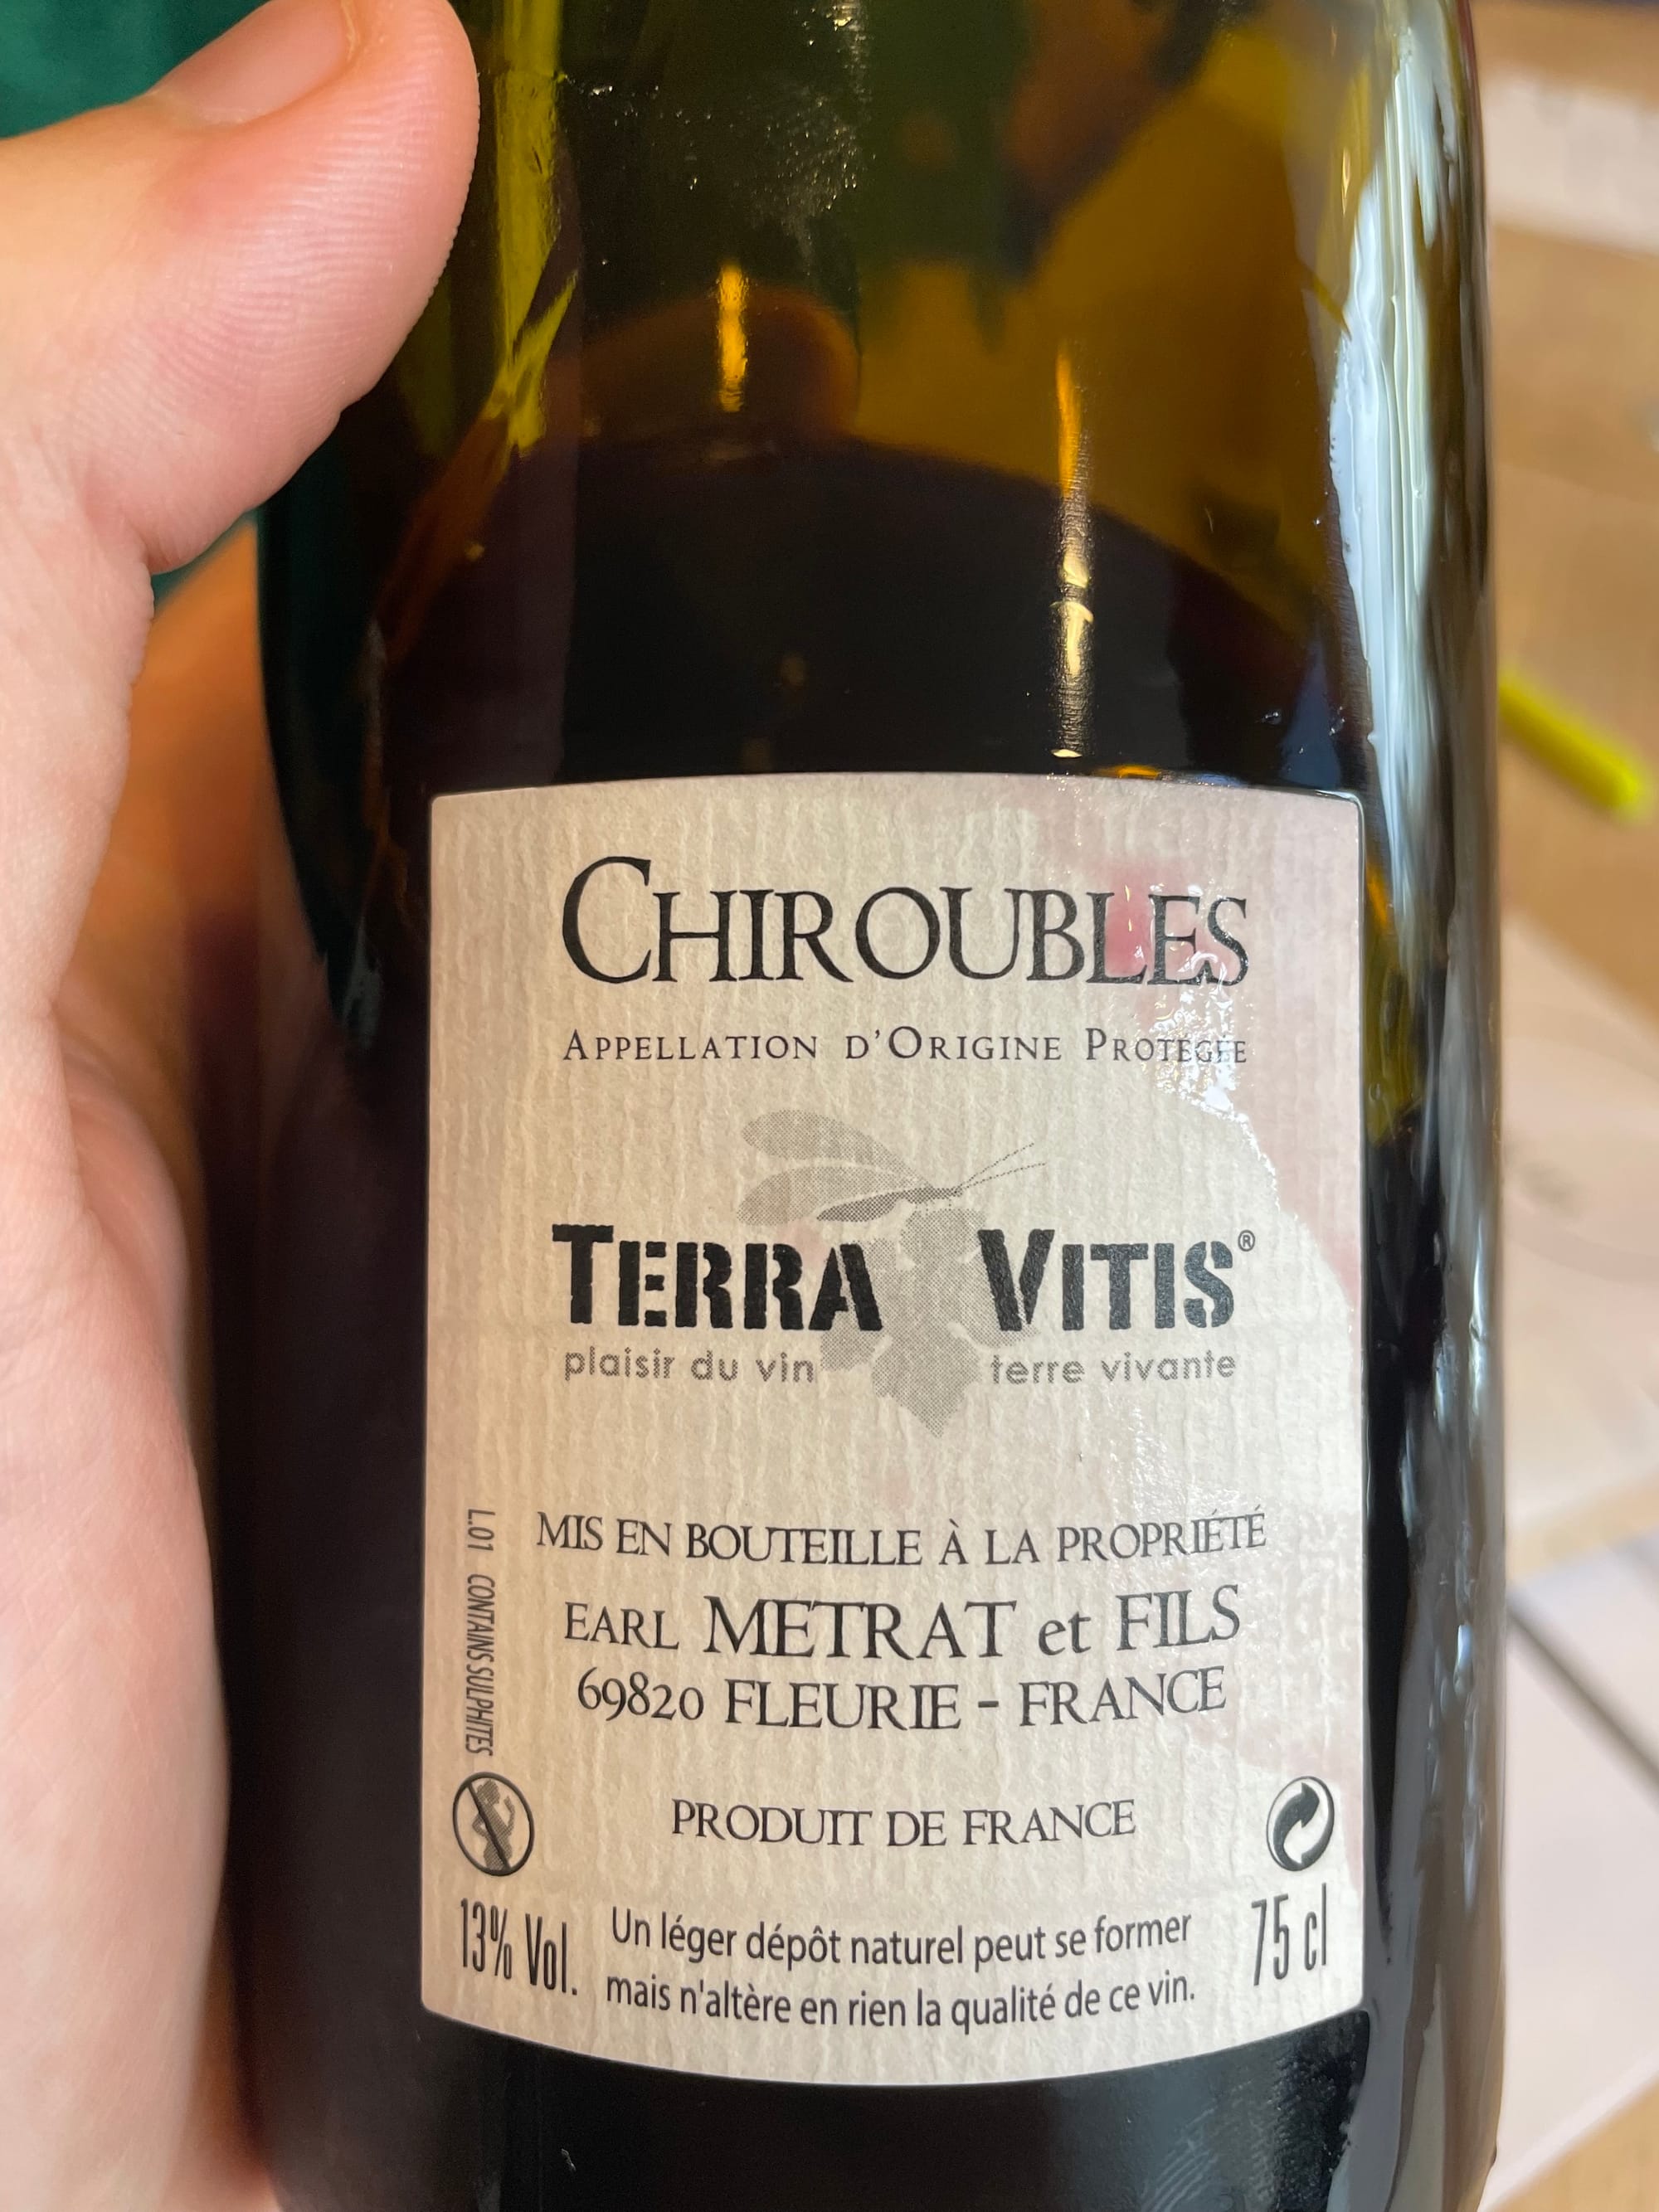 CHIROUBLES
APPELLATION D'ORIGINE PROTÉGÉE
TERRA VITIS®
plaisir du vin terre vivante
MIS EN BOUTEILLE À LA PROPRIÉTÉ
EARL METRAT et FILS
69820 FLEURIE - FRANCE
L.01 CONTAINS SULPHITES
PRODUIT DE FRANCE
13% Vol.
Un léger dépôt naturel peut se former
mais n'altère en rien la qualité de ce vin.
75 cl